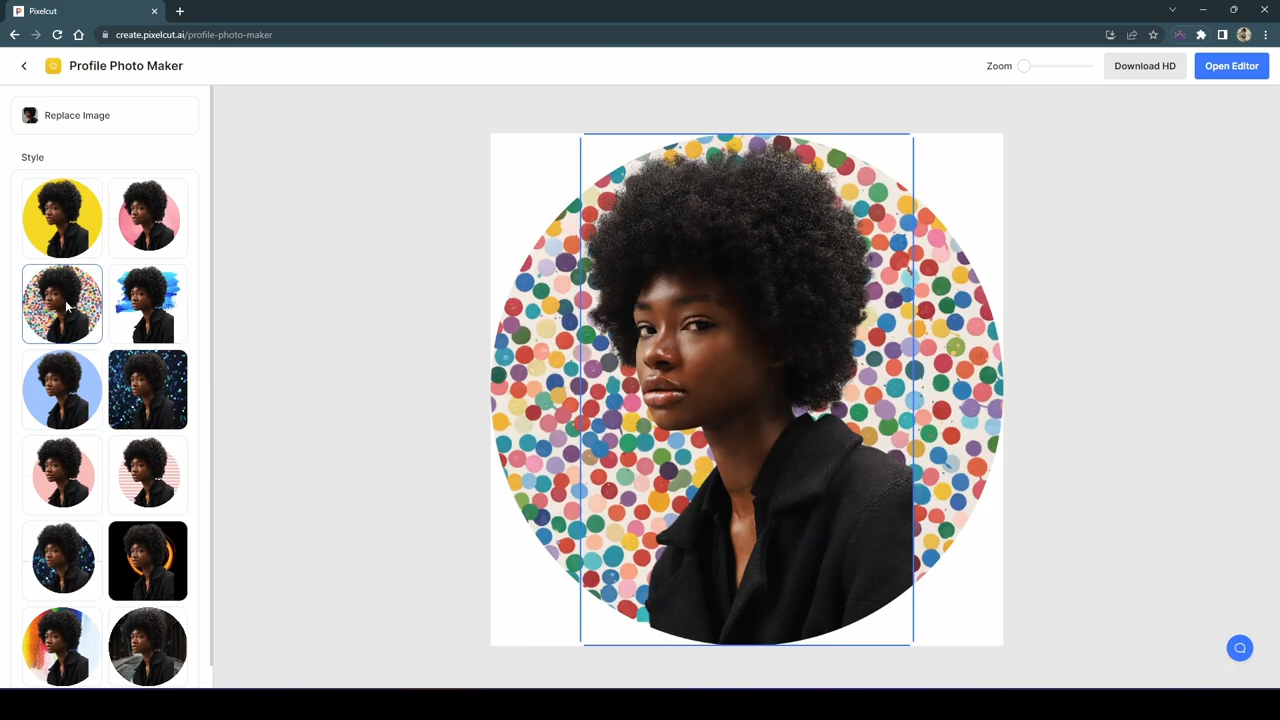 Pixelcut
create.pixelcut.ai/profile-photo-maker
Profile Photo Maker
Zoom
Download HD
Open Editor
Replace Image
Style